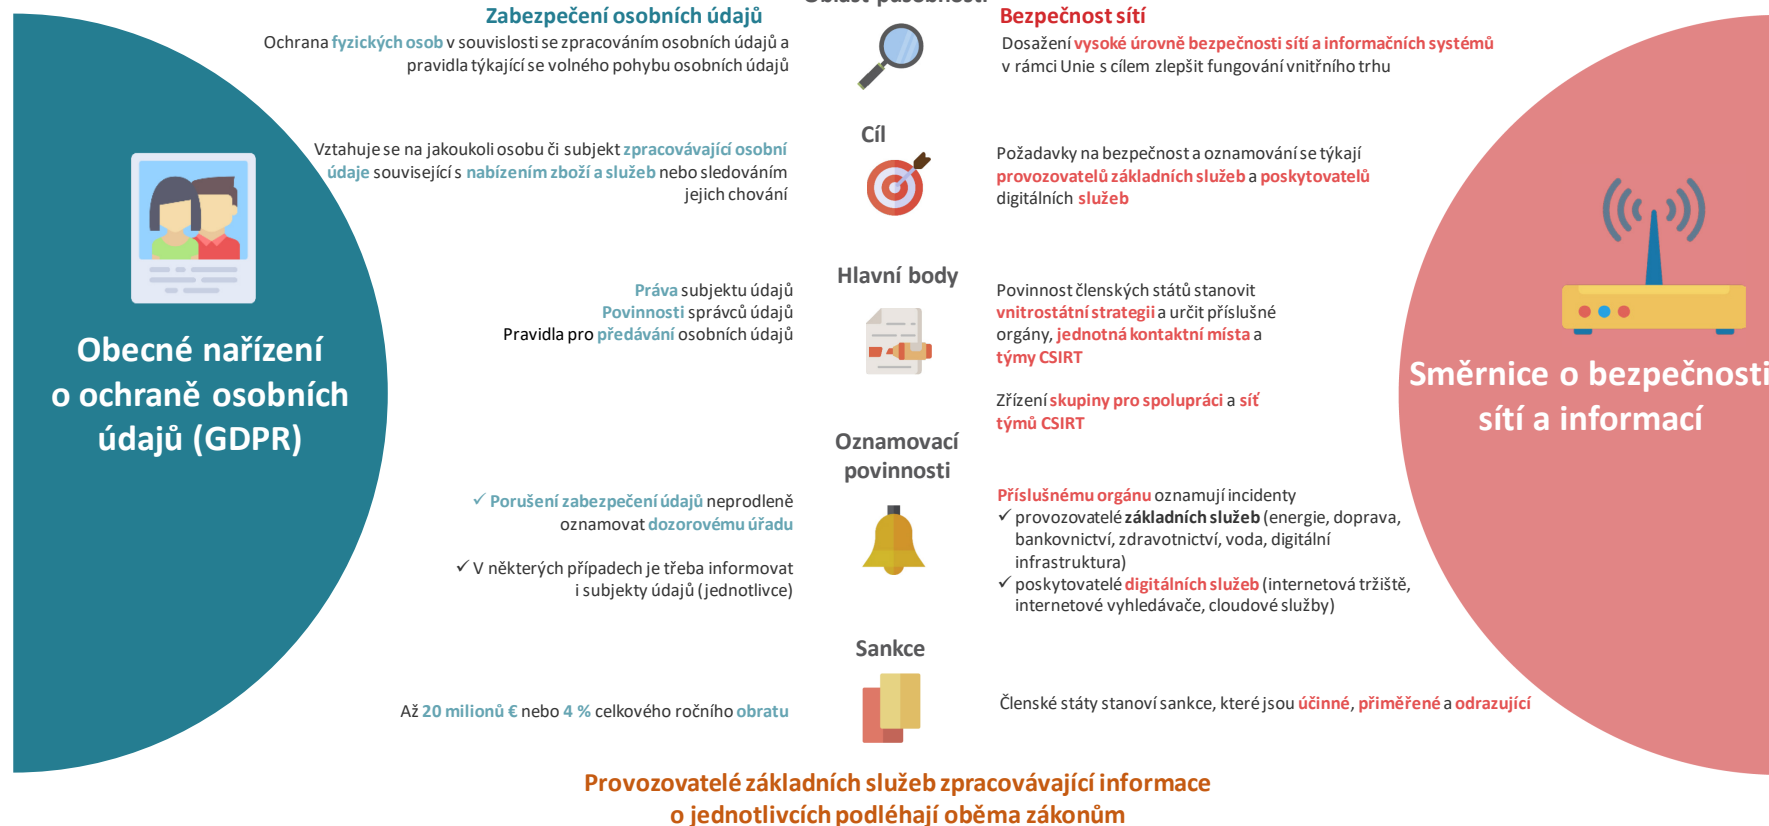 Oblast působnosti
Zabezpečení osobních údajů
Ochrana fyzických osob v souvislosti se zpracováním osobních údajů a
pravidla týkající se volného pohybu osobních údajů
Bezpečnost sítí
Dosažení vysoké úrovně bezpečnosti sítí a informačních systémů
v rámci Unie s cílem zlepšit fungování vnitřního trhu
Cíl
Vztahuje se na jakoukoli osobu či subjekt zpracovávající osobní
údaje související s nabízením zboží a služeb nebo sledováním
jejich chování
Požadavky na bezpečnost a oznamování se týkají
provozovatelů základních služeb a poskytovatelů
digitálních služeb
Hlavní body
Práva subjektu údajů
Povinnosti správců údajů
Pravidla pro předávání osobních údajů
Povinnost členských států stanovit
vnitrostátní strategii a určit příslušné
orgány, jednotná kontaktní místa a
týmy CSIRT
Zřízení skupiny pro spolupráci a síť
týmů CSIRT
Obecné nařízení
o ochraně osobních
údajů (GDPR)
Směrnice o bezpečnosti
sítí a informací
Oznamovací
povinnosti
✓ Porušení zabezpečení údajů neprodleně
oznamovat dozorovému úřadu
✓ V některých případech je třeba informovat
i subjekty údajů (jednotlivce)
Příslušnému orgánu oznamují incidenty
✓ provozovatelé základních služeb (energie, doprava,
bankovnictví, zdravotnictví, voda, digitální
infrastruktura)
✓ poskytovatelé digitálních služeb (internetová tržiště,
internetové vyhledávače, cloudové služby)
Sankce
Až 20 milionů € nebo 4 % celkového ročního obratu
Členské státy stanoví sankce, které jsou účinné, přiměřené a odrazující
Provozovatelé základních služeb zpracovávající informace
o jednotlivcích podléhají oběma zákonům